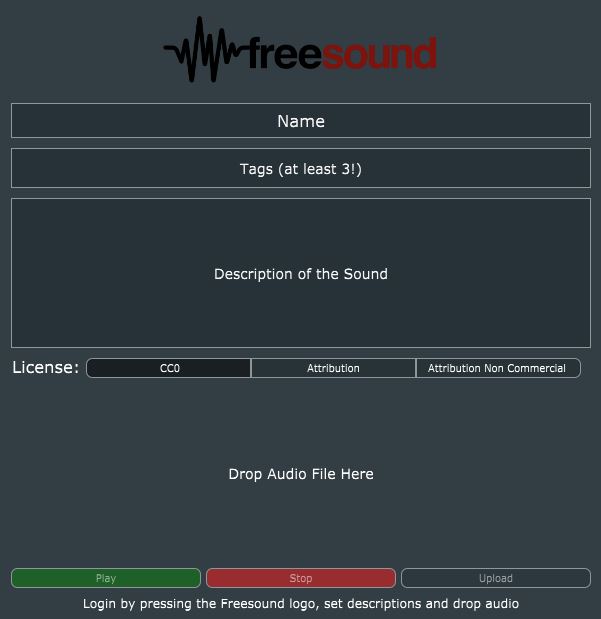 freesound
Name
Tags (at least 3!)
Description of the Sound
License: CC0 Attribution Attribution Non Commercial
Drop Audio File Here
Play Stop Upload
Login by pressing the Freesound logo, set descriptions and drop audio